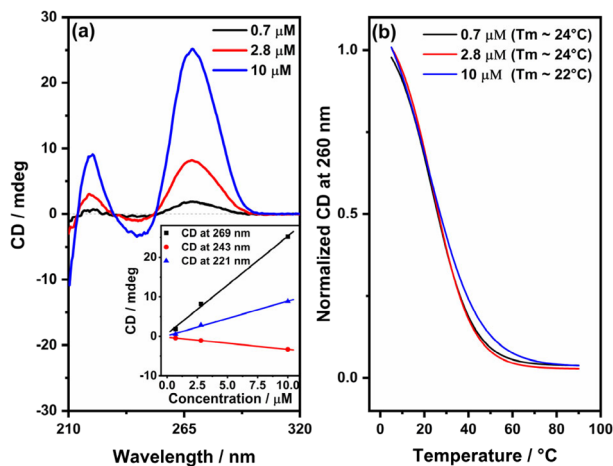 (a)
0.7 μM
2.8 μM
10 μM
30
20
10
0
-10
-20
-30
CD / mdeg
210
265
320
Wavelength / nm
CD at 269 nm
CD at 243 nm
CD at 221 nm
20
10
0
-10
CD / mdeg
0.0
2.5
5.0
7.5
10.0
Concentration / μM
(b)
0.7 μM (Tm ~ 24°C)
2.8 μM (Tm ~ 24°C)
10 μM (Tm ~ 22°C)
1.0
0.5
0.0
Normalized CD at 260 nm
0
20
40
60
80
100
Temperature / °C